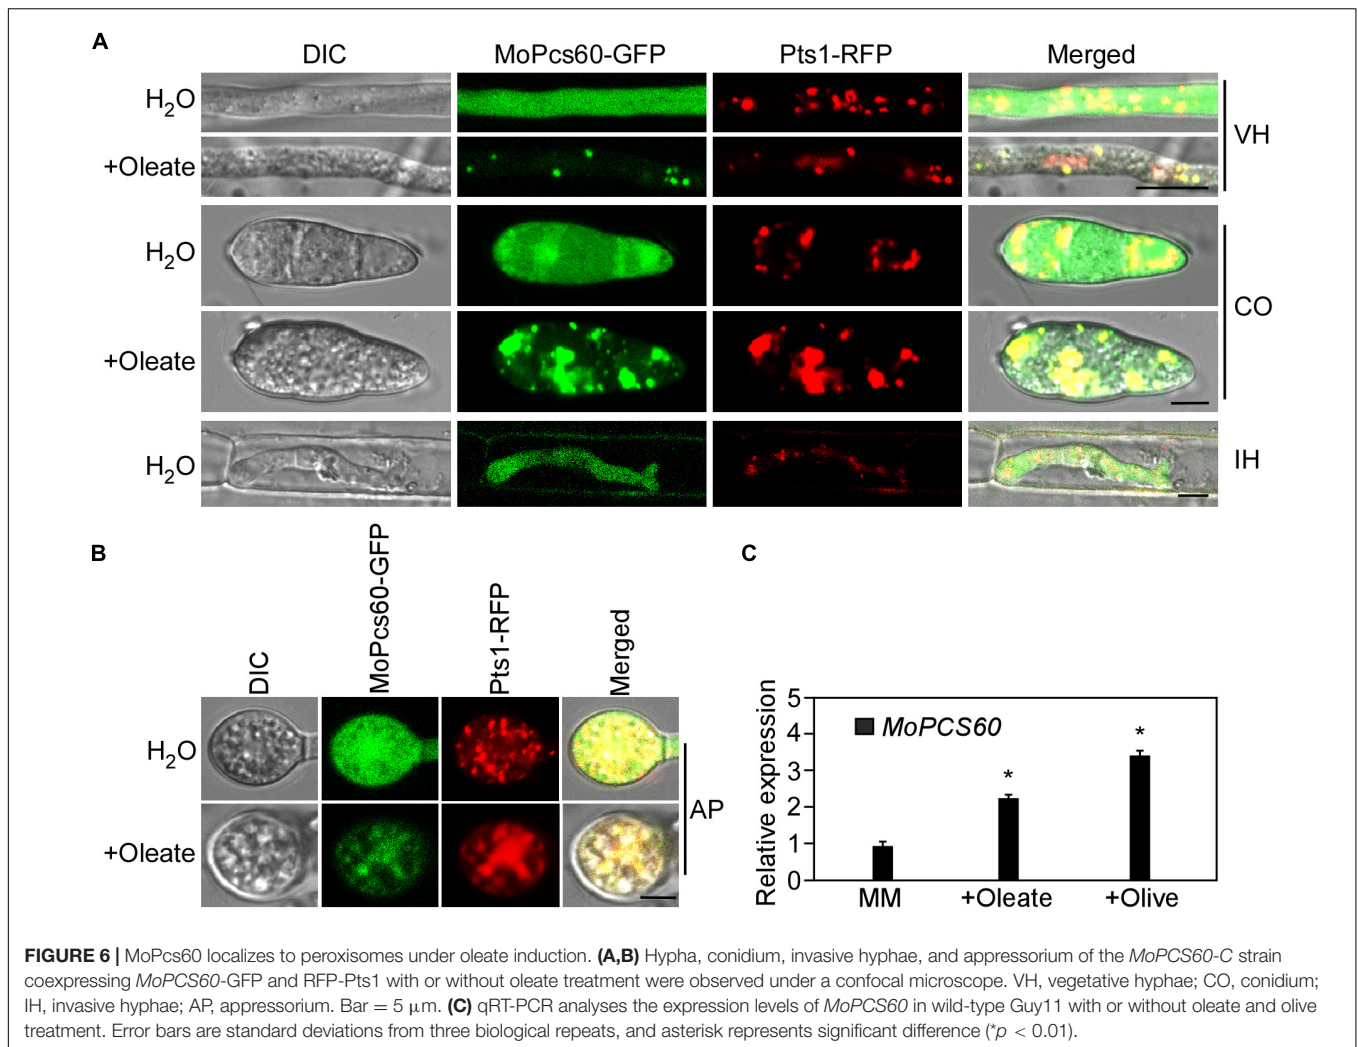 A
DIC MoPcs60-GFP Pts1-RFP Merged
H2O
VH
+Oleate
H2O
CO
+Oleate
H2O
IH
B
C
DIC MoPcs60-GFP Pts1-RFP Merged
H2O
AP
+Oleate
Relative expression
5
4
3
2
1
0
MoPCS60
* *
MM +Oleate +Olive
FIGURE 6 | MoPcs60 localizes to peroxisomes under oleate induction. (A,B) Hypha, conidium, invasive hyphae, and appressorium of the MoPCS60-C strain
coexpressing MoPCS60-GFP and RFP-Pts1 with or without oleate treatment were observed under a confocal microscope. VH, vegetative hyphae; CO, conidium;
IH, invasive hyphae; AP, appressorium. Bar = 5 μm. (C) qRT-PCR analyses the expression levels of MoPCS60 in wild-type Guy11 with or without oleate and olive
treatment. Error bars are standard deviations from three biological repeats, and asterisk represents significant difference (*p < 0.01).